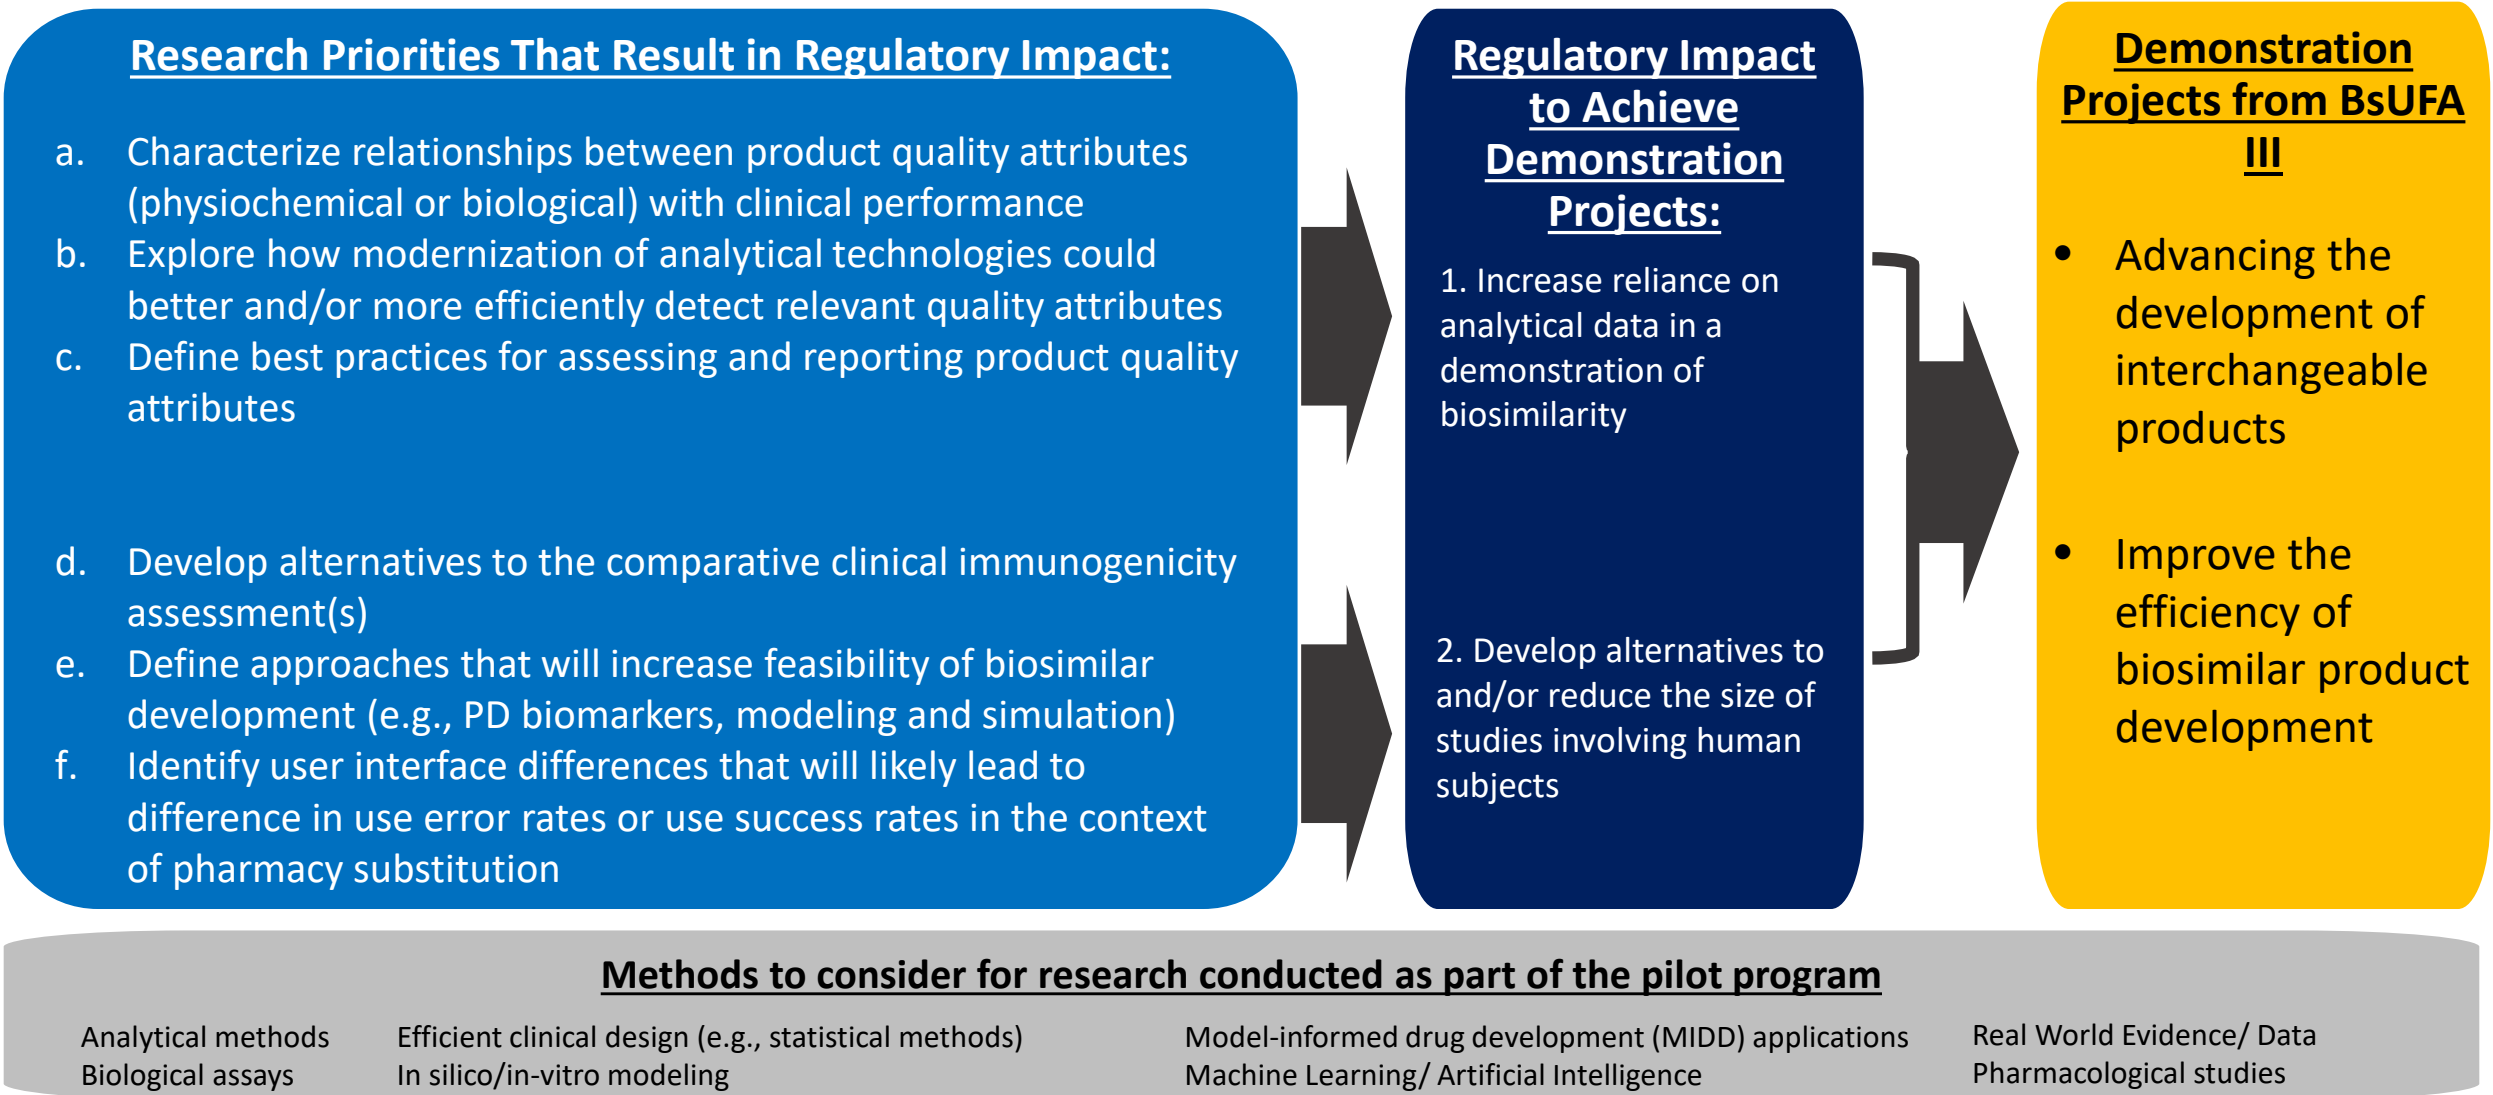 Research Priorities That Result in Regulatory Impact:
a. Characterize relationships between product quality attributes
(physiochemical or biological) with clinical performance
b. Explore how modernization of analytical technologies could
better and/or more efficiently detect relevant quality attributes
c. Define best practices for assessing and reporting product quality
attributes
d. Develop alternatives to the comparative clinical immunogenicity
assessment(s)
e. Define approaches that will increase feasibility of biosimilar
development (e.g., PD biomarkers, modeling and simulation)
f. Identify user interface differences that will likely lead to
difference in use error rates or use success rates in the context
of pharmacy substitution
Regulatory Impact
to Achieve
Demonstration
Projects:
1. Increase reliance on
analytical data in a
demonstration of
biosimilarity
2. Develop alternatives to
and/or reduce the size of
studies involving human
subjects
Demonstration
Projects from BsUFA
III
• Advancing the
development of
interchangeable
products
• Improve the
efficiency of
biosimilar product
development
Methods to consider for research conducted as part of the pilot program
Analytical methods
Biological assays
Efficient clinical design (e.g., statistical methods)
In silico/in-vitro modeling
Model-informed drug development (MIDD) applications
Machine Learning/ Artificial Intelligence
Real World Evidence/ Data
Pharmacological studies